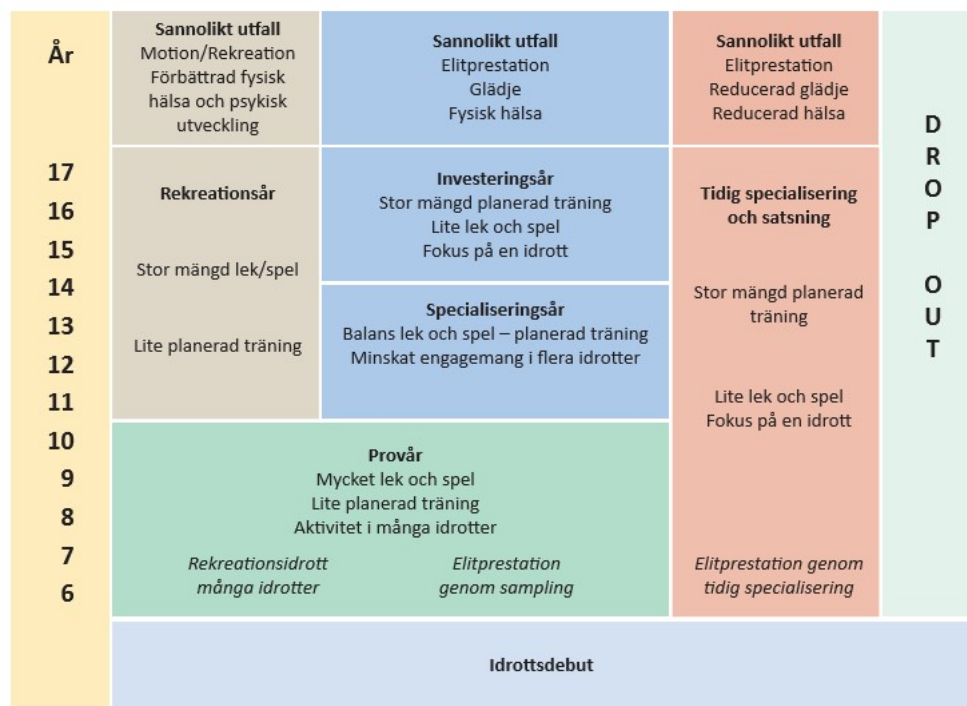 År
17
16
15
14
13
12
11
10
9
8
7
6
Sannolikt utfall
Motion/Rekreation
Förbättrad fysisk
hälsa och psykisk
utveckling
Sannolikt utfall
Elitprestation
Glädje
Fysisk hälsa
Sannolikt utfall
Elitprestation
Reducerad glädje
Reducerad hälsa
Rekreationsår
Stor mängd lek/spel
Lite planerad träning
Investeringsår
Stor mängd planerad träning
Lite lek och spel
Fokus på en idrott
Specialiseringsår
Balans lek och spel – planerad träning
Minskat engagemang i flera idrotter
Tidig specialisering
och satsning
Stor mängd planerad
träning
Lite lek och spel
Fokus på en idrott
Provår
Mycket lek och spel
Lite planerad träning
Aktivitet i många idrotter
Rekreationsidrott
många idrotter
Elitprestation
genom sampling
Elitprestation genom
tidig specialisering
DROP OUT
Idrottsdebut